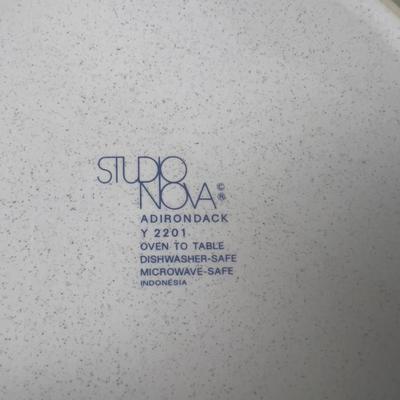 STUDIO
NOVA ©®
ADIRONDACK
Y 2201
OVEN TO TABLE
DISHWASHER-SAFE
MICROWAVE-SAFE
INDONESIA